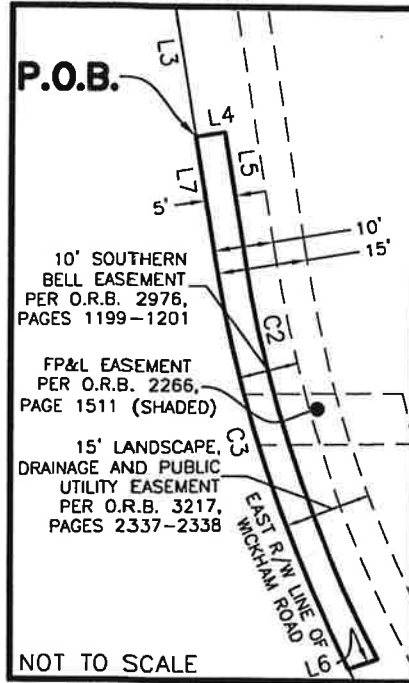 L3
P.O.B.
L4
L5
L7
5'
10'
15'
10' SOUTHERN
BELL EASEMENT
PER O.R.B. 2976,
PAGES 1199-1201
C2
FP&L EASEMENT
PER O.R.B. 2266,
PAGE 1511 (SHADED)
C3
15' LANDSCAPE,
DRAINAGE AND PUBLIC
UTILITY EASEMENT
PER O.R.B. 3217,
PAGES 2337-2338
EAST R/W LINE OF
WICKHAM ROAD
L6
NOT TO SCALE